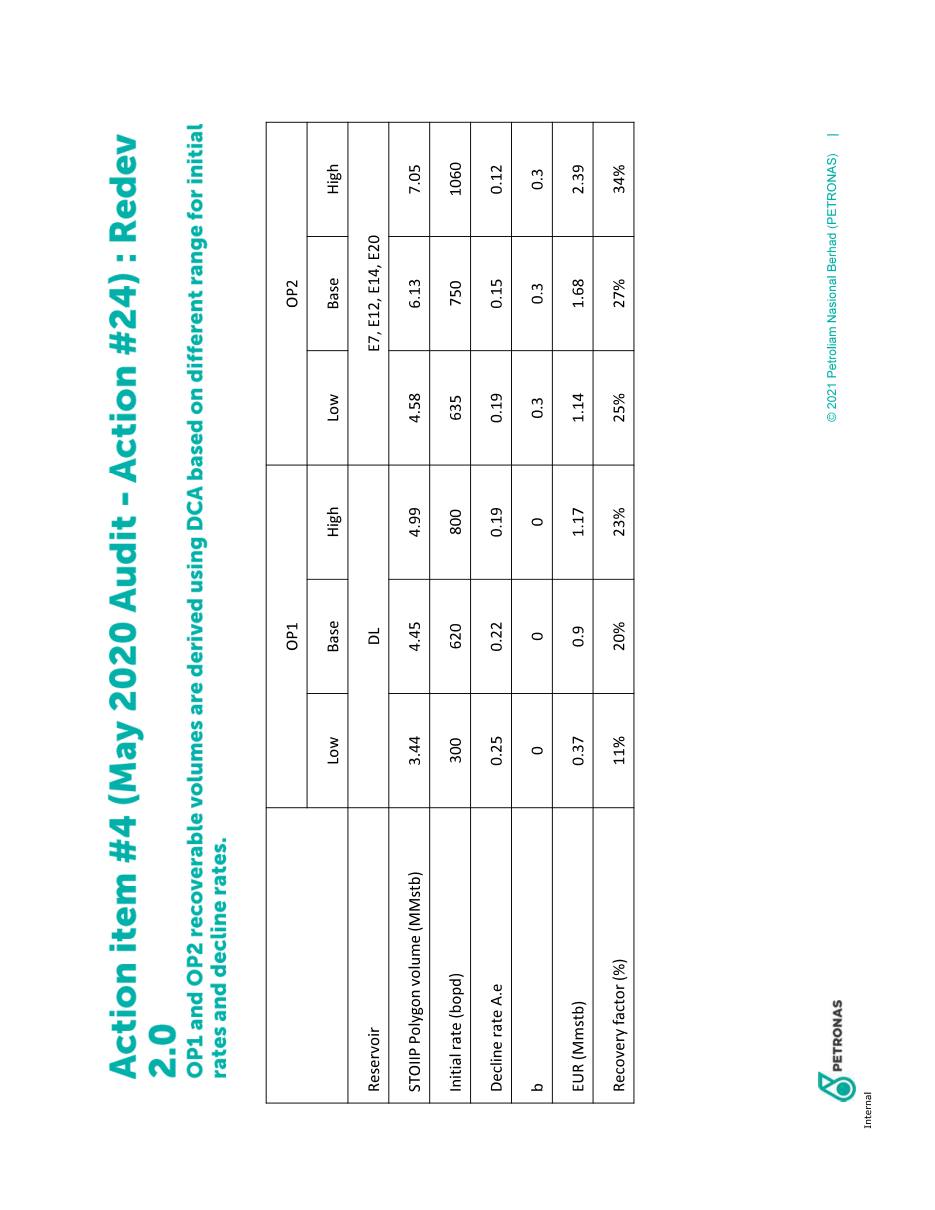 Action item #4 (May 2020 Audit - Action #24) : Redev
2.0
OP1 and OP2 recoverable volumes are derived using DCA based on different range for initial
rates and decline rates.
OP1 OP2
Low Base High Low Base High
Reservoir DL E7, E12, E14, E20
STOIIP Polygon volume (MMstb) 3.44 4.45 4.99 4.58 6.13 7.05
Initial rate (bopd) 300 620 800 635 750 1060
Decline rate A.e 0.25 0.22 0.19 0.19 0.15 0.12
b 0 0 0 0.3 0.3 0.3
EUR (Mmstb) 0.37 0.9 1.17 1.14 1.68 2.39
Recovery factor (%) 11% 20% 23% 25% 27% 34%
PETRONAS
© 2021 Petroliam Nasional Berhad (PETRONAS) |
Internal